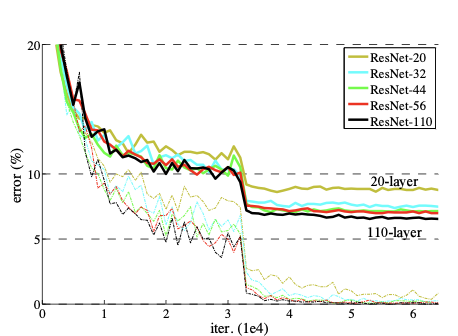 20
ResNet-20
ResNet-32
ResNet-44
ResNet-56
ResNet-110
error (%)
10
20-layer
5
110-layer
0
0 1 2 3 4 5 6
iter. (1e4)